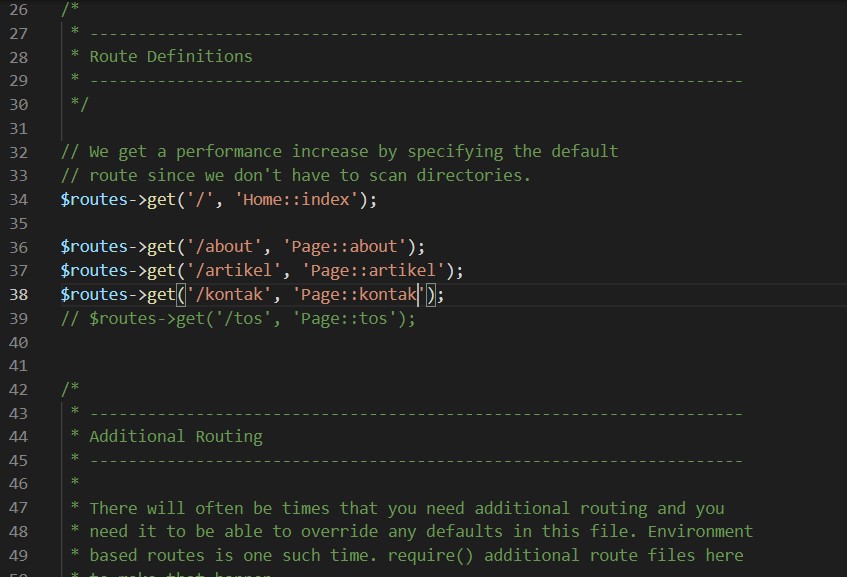 26 /*
27 * --------------------------------------------------------------------
28 * Route Definitions
29 * --------------------------------------------------------------------
30 */
31
32 // We get a performance increase by specifying the default
33 // route since we don't have to scan directories.
34 $routes->get('/', 'Home::index');
35
36 $routes->get('/about', 'Page::about');
37 $routes->get('/artikel', 'Page::artikel');
38 $routes->get('/kontak', 'Page::kontak');
39 // $routes->get('/tos', 'Page::tos');
40
41
42 /*
43 * --------------------------------------------------------------------
44 * Additional Routing
45 * --------------------------------------------------------------------
46 *
47 * There will often be times that you need additional routing and you
48 * need it to be able to override any defaults in this file. Environment
49 * based routes is one such time. require() additional route files here
50 * to make that happen